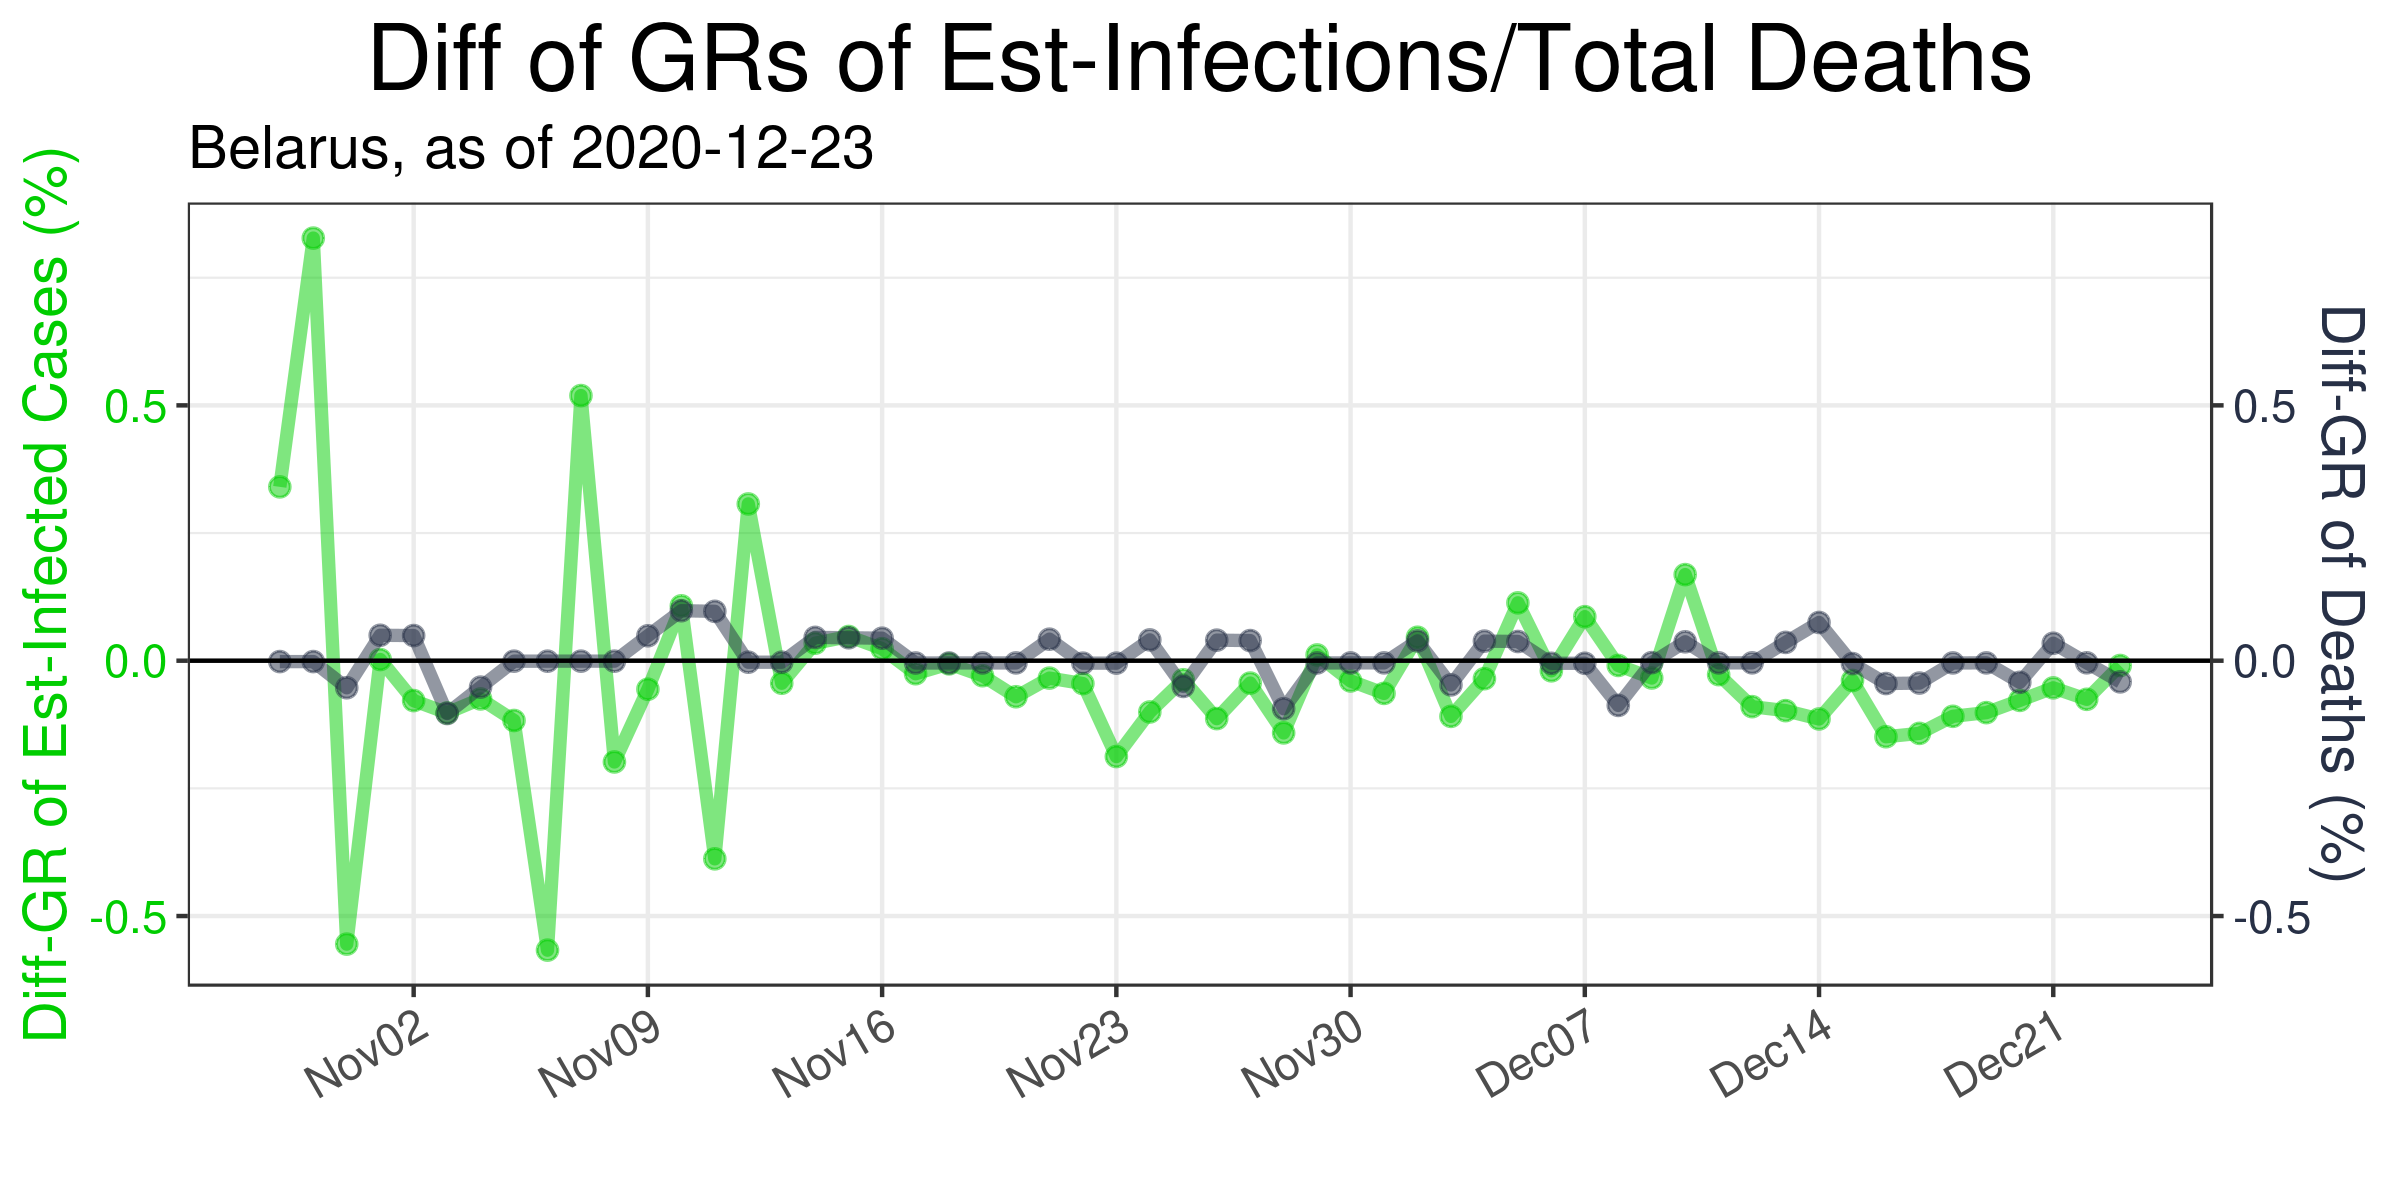 Diff of GRs of Est-Infections/Total Deaths
Belarus, as of 2020-12-23
Diff-GR of Est-Infected Cases (%)
0.5
0.0
-0.5
0.5
0.0
-0.5
Diff-GR of Deaths (%)
Nov02
Nov09
Nov16
Nov23
Nov30
Dec07
Dec14
Dec21